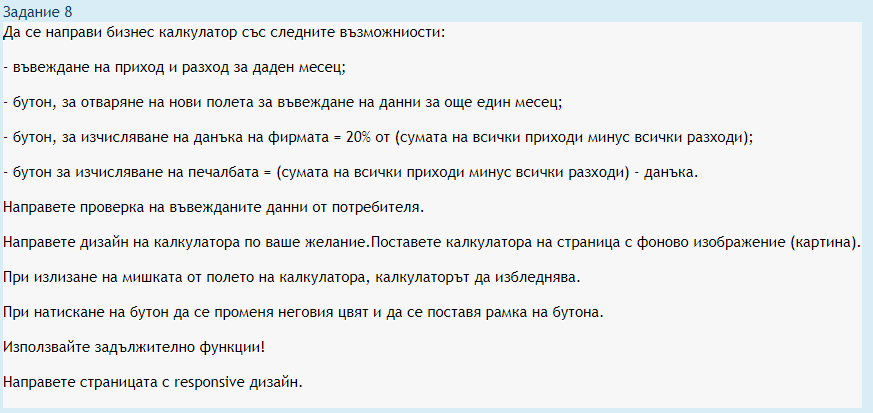 Задание 8
Да се направи бизнес калкулатор със следните възможниости:
- въвеждане на приход и разход за даден месец;
- бутон, за отваряне на нови полета за въвеждане на данни за още един месец;
- бутон, за изчисляване на данъка на фирмата = 20% от (сумата на всички приходи минус всички разходи);
- бутон за изчисляване на печалбата = (сумата на всички приходи минус всички разходи) - данъка.
Направете проверка на въвежданите данни от потребителя.
Направете дизайн на калкулатора по ваше желание.Поставете калкулатора на страница с фоново изображение (картина).
При излизане на мишката от полето на калкулатора, калкулаторът да избледнява.
При натискане на бутон да се променя неговия цвят и да се поставя рамка на бутона.
Използвайте задължително функции!
Направете страницата с responsive дизайн.